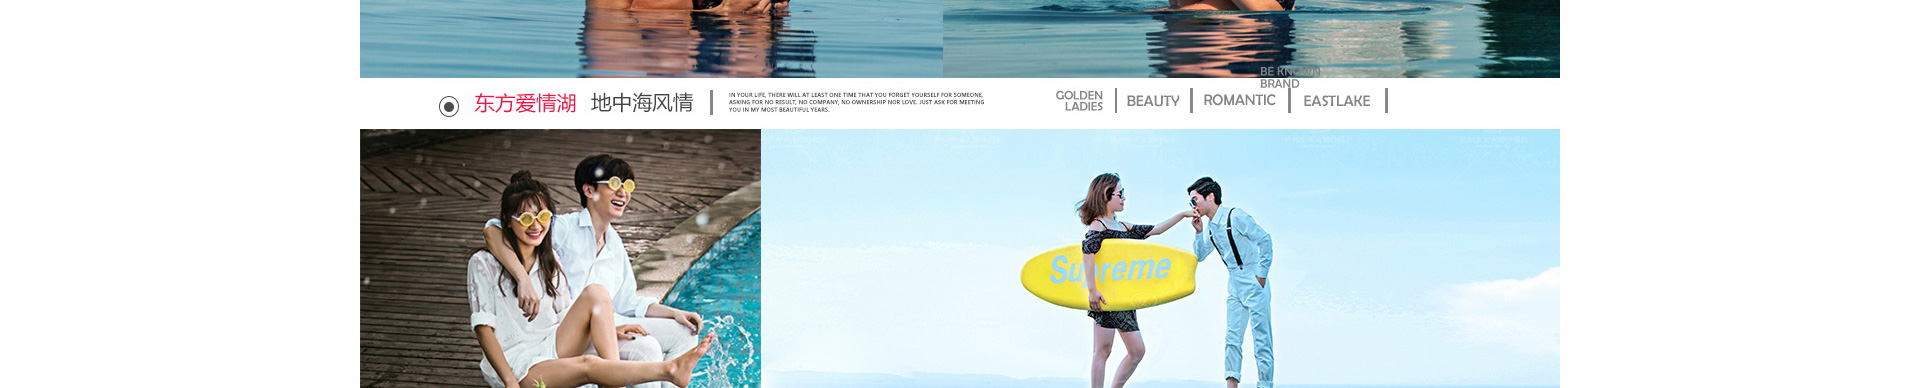 东方爱情湖 地中海风情
IN YOUR LIFE, THERE WILL AT LEAST ONE TIME THAT YOU FORGET YOURSELF FOR SOMEONE,
ASKING FOR NO RESULT, NO COMPANY, NO OWNERSHIP NOR LOVE. JUST ASK FOR MEETING
YOU IN MY MOST BEAUTIFUL YEARS.
GOLDEN
LADIES
BEAUTY
ROMANTIC
BE KNOWN
BRAND
EASTLAKE
Supreme